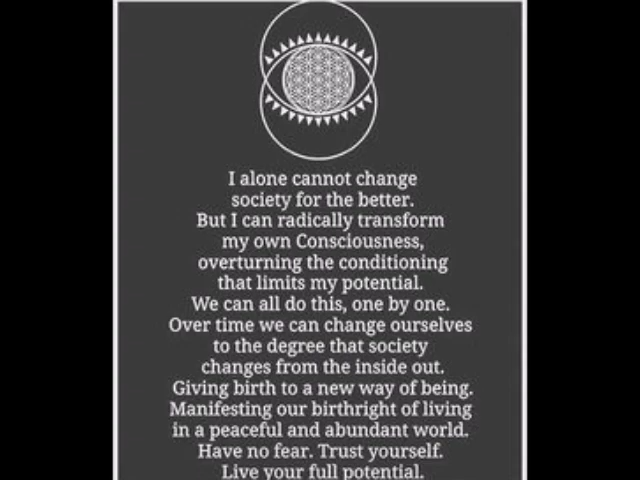 I alone cannot change
society for the better.
But I can radically transform
my own Consciousness,
overturning the conditioning
that limits my potential.
We can all do this, one by one.
Over time we can change ourselves
to the degree that society
changes from the inside out.
Giving birth to a new way of being.
Manifesting our birthright of living
in a peaceful and abundant world.
Have no fear. Trust yourself.
Live your full potential.